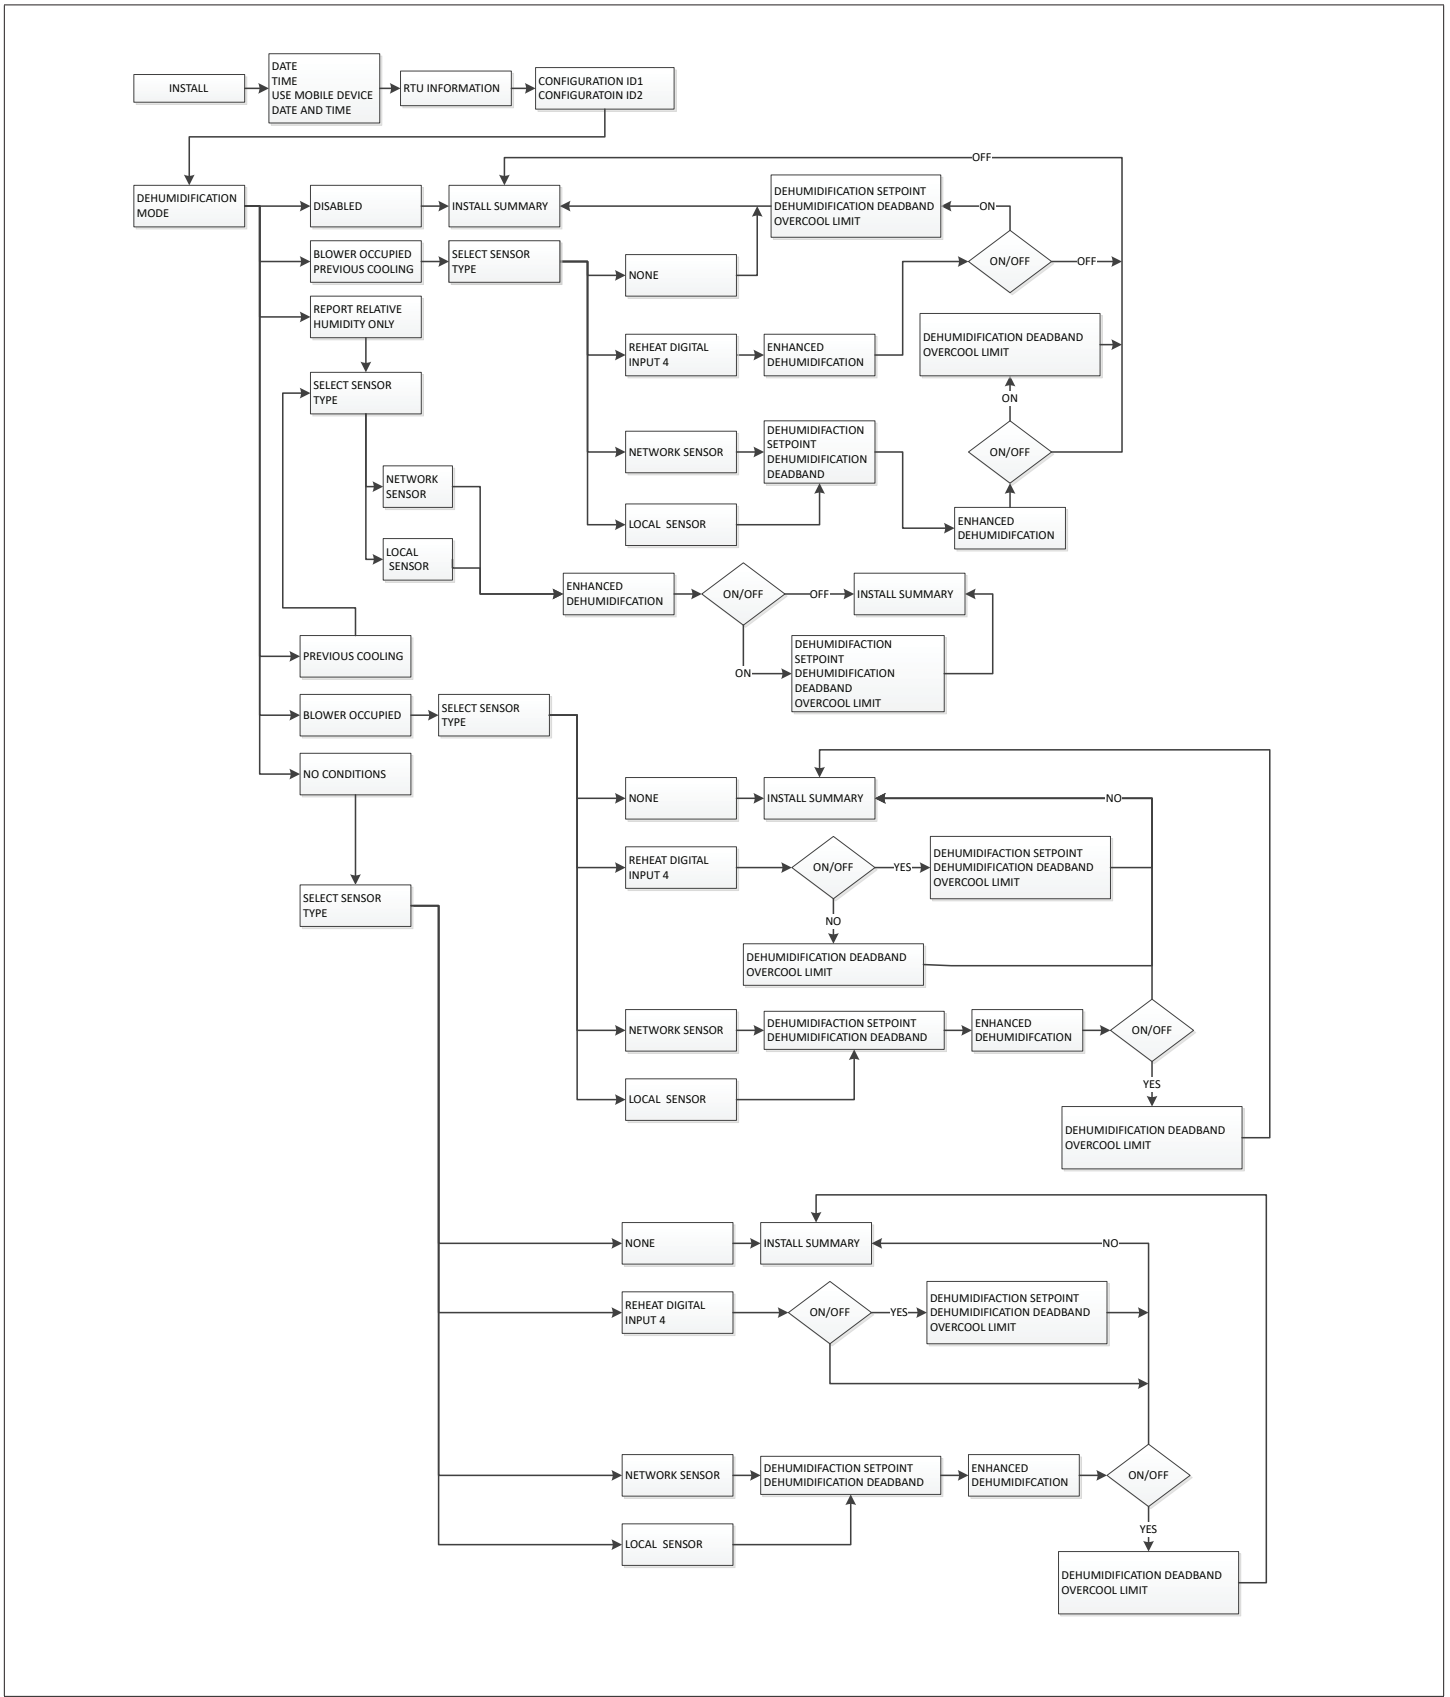 INSTALL
DATE
TIME
USE MOBILE DEVICE
DATE AND TIME
RTU INFORMATION
CONFIGURATION ID1
CONFIGURATOIN ID2
OFF
DEHUMIDIFICATION
MODE
DISABLED
INSTALL SUMMARY
DEHUMIDIFICATION SETPOINT
DEHUMIDIFICATION DEADBAND
OVERCOOL LIMIT
ON
BLOWER OCCUPIED
PREVIOUS COOLING
SELECT SENSOR
TYPE
NONE
ON/OFF
OFF
REPORT RELATIVE
HUMIDITY ONLY
REHEAT DIGITAL
INPUT 4
ENHANCED
DEHUMIDIFCATION
DEHUMIDIFICATION DEADBAND
OVERCOOL LIMIT
SELECT SENSOR
TYPE
ON
NETWORK SENSOR
DEHUMIDIFACTION
SETPOINT
DEHUMIDIFICATION
DEADBAND
ON/OFF
NETWORK
SENSOR
LOCAL  SENSOR
ENHANCED
DEHUMIDIFCATION
LOCAL
SENSOR
ENHANCED
DEHUMIDIFCATION
ON/OFF
OFF
INSTALL SUMMARY
PREVIOUS COOLING
ON
DEHUMIDIFACTION
SETPOINT
DEHUMIDIFICATION
DEADBAND
OVERCOOL LIMIT
BLOWER OCCUPIED
SELECT SENSOR
TYPE
NO CONDITIONS
NONE
INSTALL SUMMARY
NO
REHEAT DIGITAL
INPUT 4
ON/OFF
YES
DEHUMIDIFACTION SETPOINT
DEHUMIDIFICATION DEADBAND
OVERCOOL LIMIT
SELECT SENSOR
TYPE
NO
DEHUMIDIFICATION DEADBAND
OVERCOOL LIMIT
NETWORK SENSOR
DEHUMIDIFACTION SETPOINT
DEHUMIDIFICATION DEADBAND
ENHANCED
DEHUMIDIFCATION
ON/OFF
YES
LOCAL  SENSOR
DEHUMIDIFICATION DEADBAND
OVERCOOL LIMIT
NONE
INSTALL SUMMARY
NO
REHEAT DIGITAL
INPUT 4
ON/OFF
YES
DEHUMIDIFACTION SETPOINT
DEHUMIDIFICATION DEADBAND
OVERCOOL LIMIT
NETWORK SENSOR
DEHUMIDIFACTION SETPOINT
DEHUMIDIFICATION DEADBAND
ENHANCED
DEHUMIDIFCATION
ON/OFF
YES
LOCAL  SENSOR
DEHUMIDIFICATION DEADBAND
OVERCOOL LIMIT